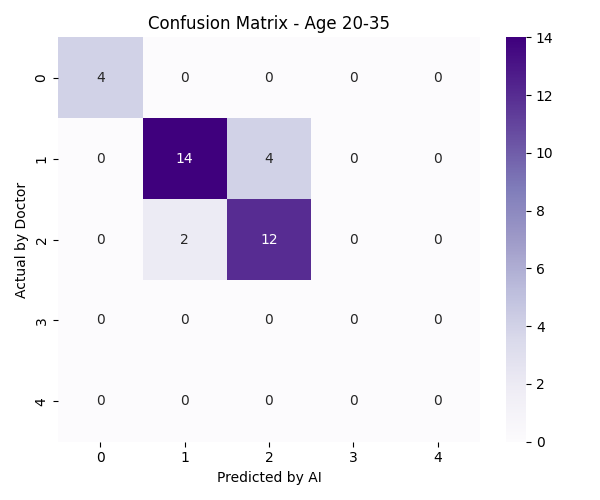 Confusion Matrix - Age 20-35
Actual by Doctor
0 4 0 0 0 0
1 0 14 4 0 0
2 0 2 12 0 0
3 0 0 0 0 0
4 0 0 0 0 0
0 1 2 3 4
Predicted by AI
14
12
10
8
6
4
2
0